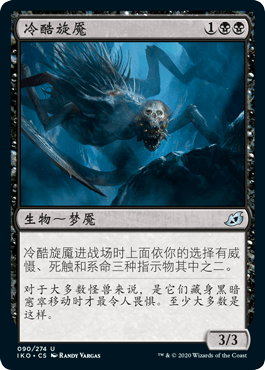 冷酷旋魇
1
生物～梦魇
冷酷旋魇进战场时上面依你的选择有威
慑、死触和系命三种指示物其中之二。
对于大多数怪兽来说，是它们藏身黑暗
窸窣移动时才最令人畏惧。至少大多数是
这样。
3/3
090/274 U
IKO • CS RANDY VARGAS
™ & © 2020 Wizards of the Coast